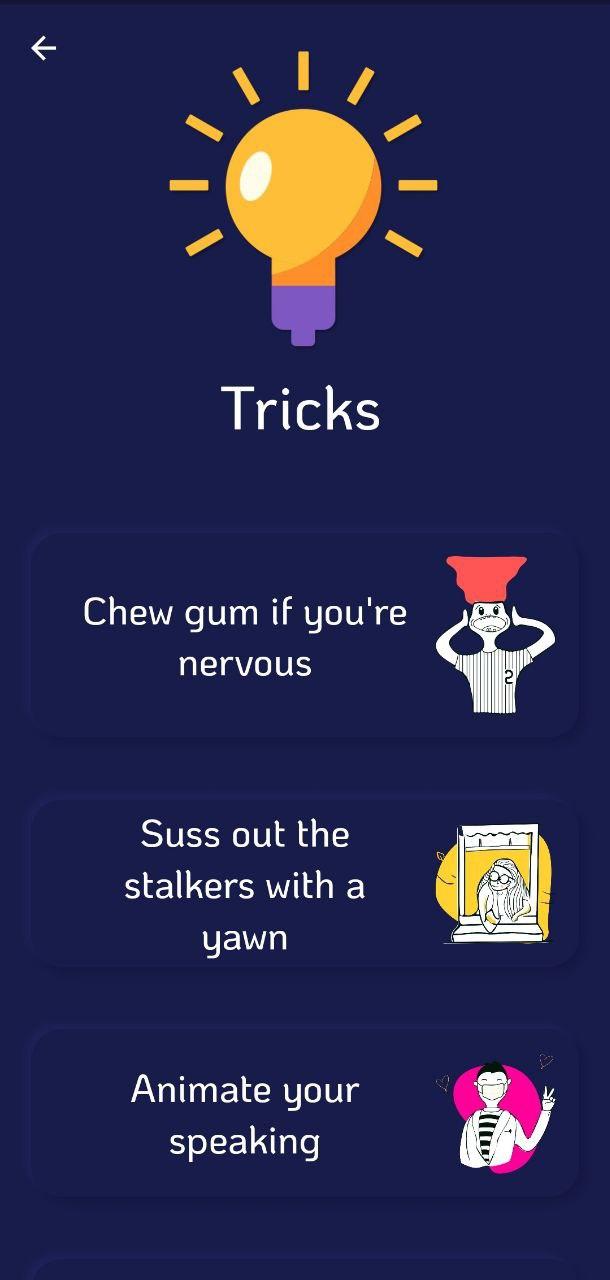 Tricks
Chew gum if you're
nervous
2
Suss out the
stalkers with a
yawn
Animate your
speaking